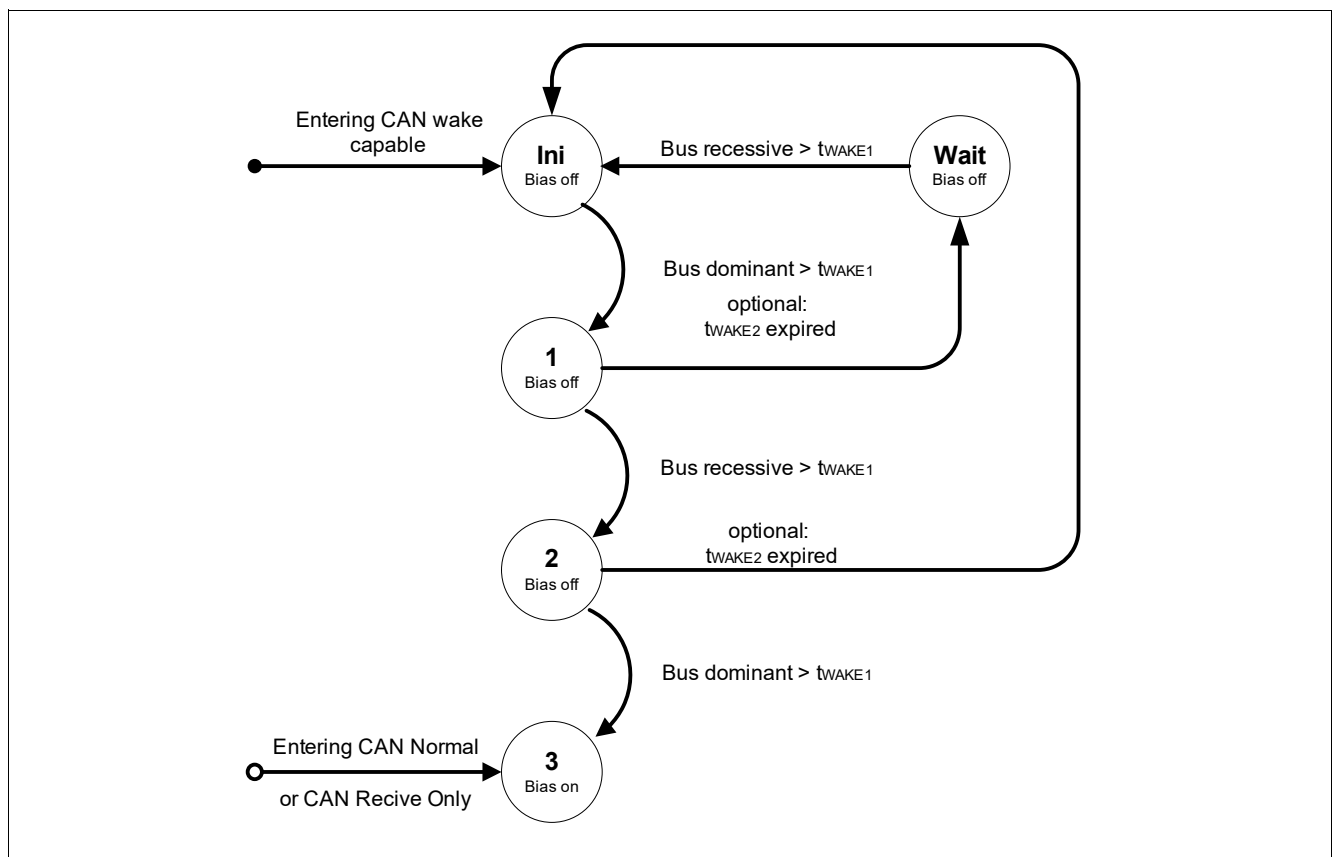 Entering CAN wake
capable
Ini
Bias off
Bus recessive > tWAKE1
Wait
Bias off
Bus dominant > tWAKE1
optional:
tWAKE2 expired
1
Bias off
Bus recessive > tWAKE1
optional:
tWAKE2 expired
2
Bias off
Bus dominant > tWAKE1
Entering CAN Normal
or CAN Recive Only
3
Bias on